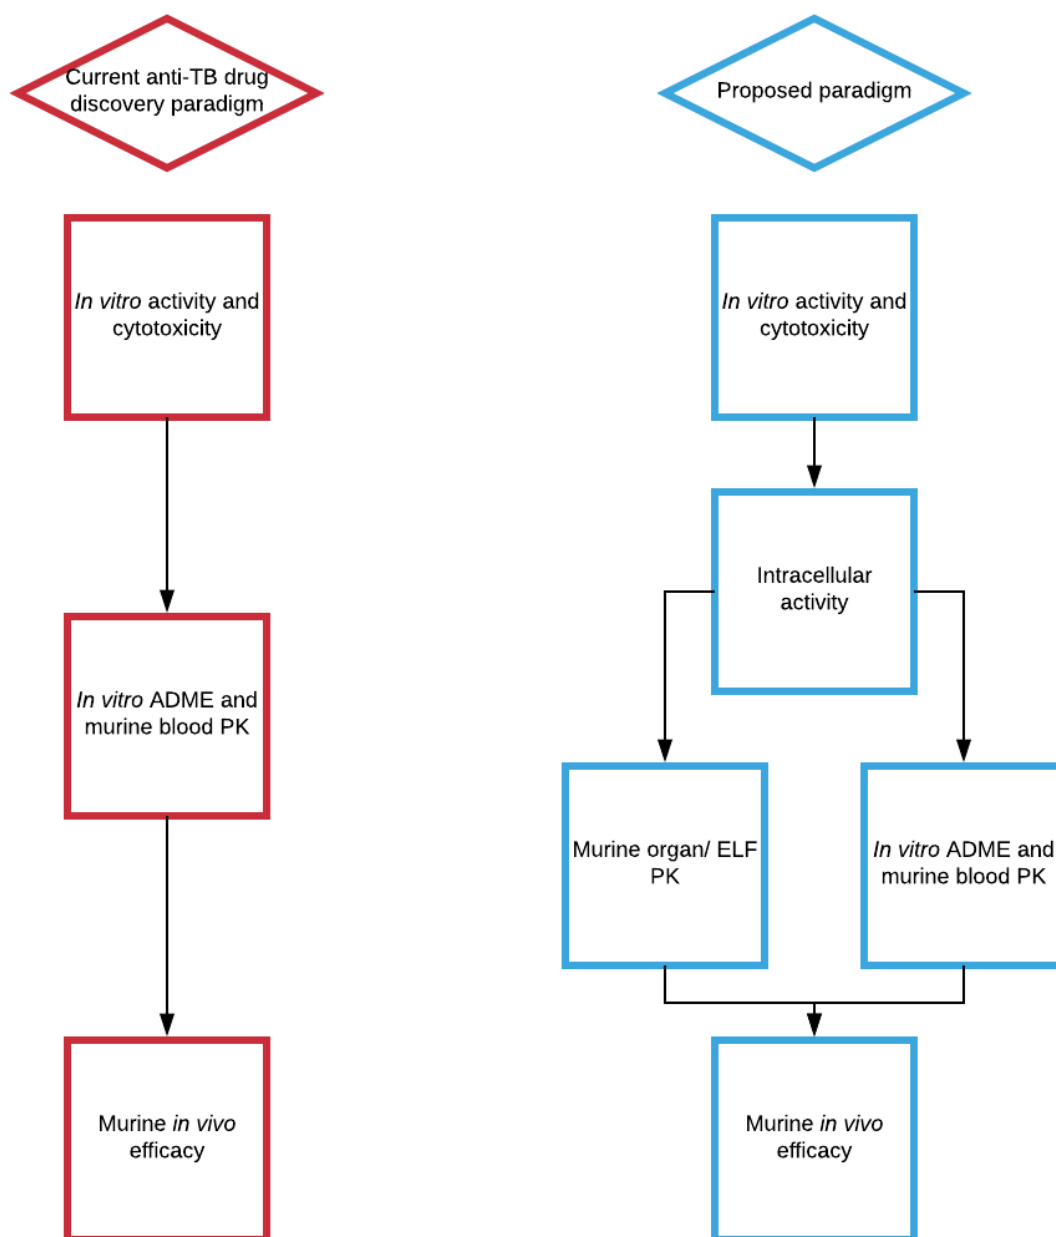 Current anti-TB drug
discovery paradigm
In vitro activity and
cytotoxicity
In vitro ADME and
murine blood PK
Murine in vivo
efficacy
Proposed paradigm
In vitro activity and
cytotoxicity
Intracellular
activity
Murine organ/ ELF
PK
In vitro ADME and
murine blood PK
Murine in vivo
efficacy